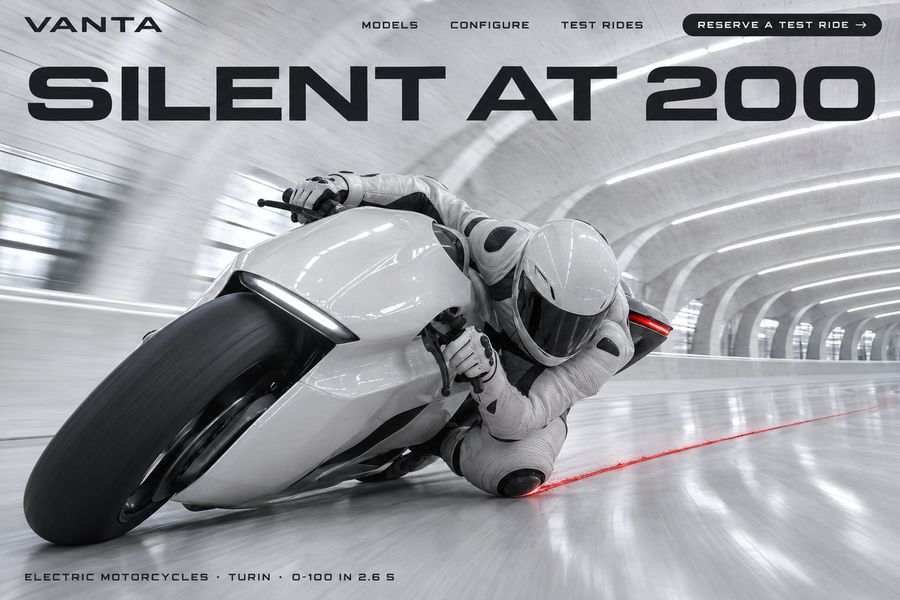 VANTA
MODELS CONFIGURE TEST RIDES RESERVE A TEST RIDE →
SILENT AT 200
ELECTRIC MOTORCYCLES · TURIN · 0-100 IN 2.6 S